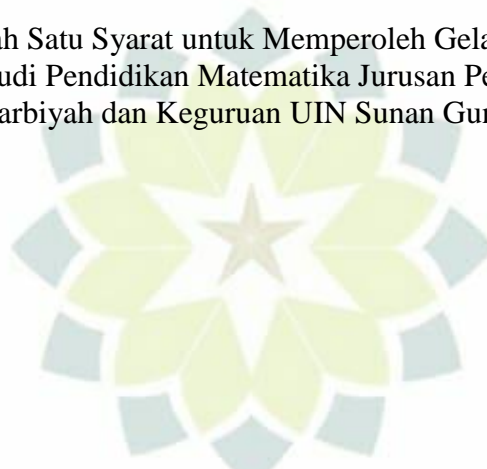 ah Satu Syarat untuk Memperoleh Gela
udi Pendidikan Matematika Jurusan Pe
arbiyah dan Keguruan UIN Sunan Gun